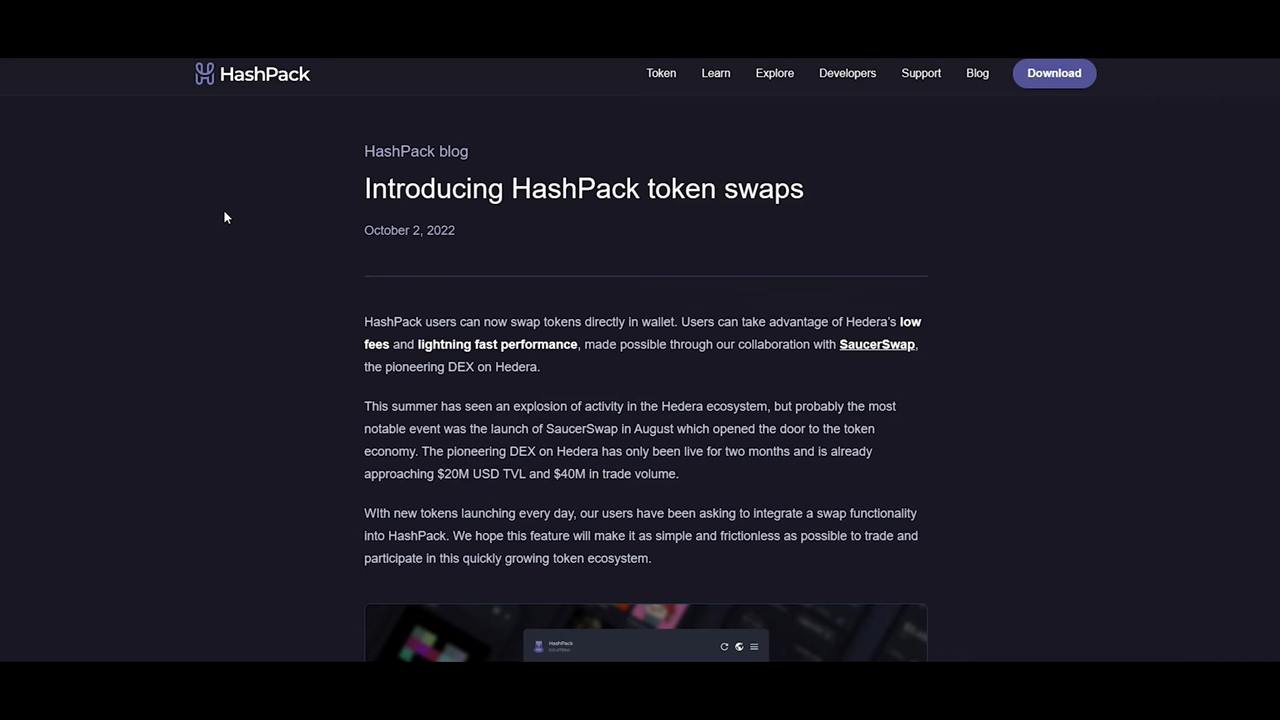 HashPack
Token Learn Explore Developers Support Blog Download
HashPack blog
Introducing HashPack token swaps
October 2, 2022
HashPack users can now swap tokens directly in wallet. Users can take advantage of Hedera's low
fees and lightning fast performance, made possible through our collaboration with SaucerSwap,
the pioneering DEX on Hedera.
This summer has seen an explosion of activity in the Hedera ecosystem, but probably the most
notable event was the launch of SaucerSwap in August which opened the door to the token
economy. The pioneering DEX on Hedera has only been live for two months and is already
approaching $20M USD TVL and $40M in trade volume.
WIth new tokens launching every day, our users have been asking to integrate a swap functionality
into HashPack. We hope this feature will make it as simple and frictionless as possible to trade and
participate in this quickly growing token ecosystem.
HashPack